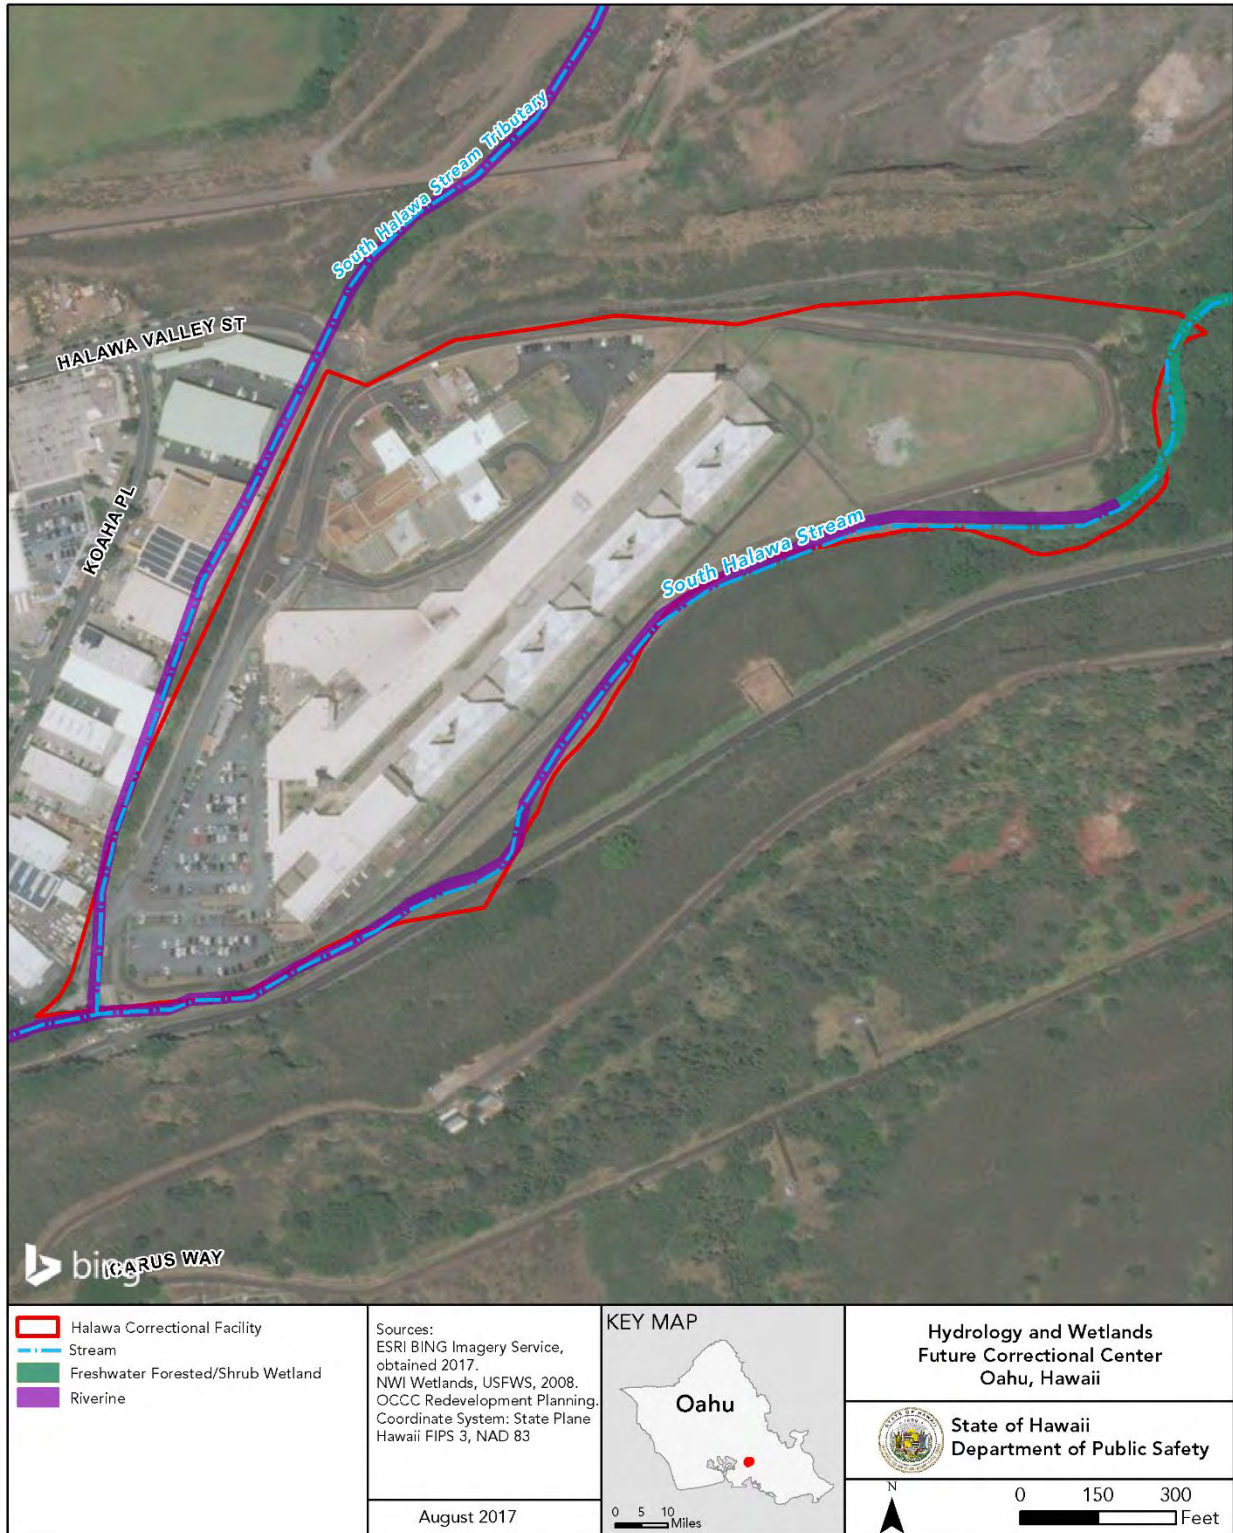 South Halawa Stream Tributary
HALAWA VALLEY ST
KOAHA PL
South Halawa Stream
bing
ICARUS WAY
Halawa Correctional Facility
Stream
Freshwater Forested/Shrub Wetland
Riverine
Sources:
ESRI BING Imagery Service,
obtained 2017.
NWI Wetlands, USFWS, 2008.
OCCC Redevelopment Planning.
Coordinate System: State Plane
Hawaii FIPS 3, NAD 83
August 2017
KEY MAP
Oahu
0 5 10
Miles
Hydrology and Wetlands
Future Correctional Center
Oahu, Hawaii
State of Hawaii
Department of Public Safety
N
0 150 300
Feet